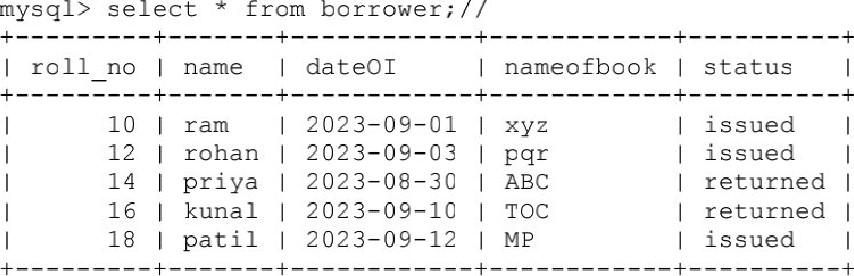 mysql> select * from borrower;//
+---------+-------+------------+------------+----------+
| roll_no | name  | dateOI     | nameofbook | status   |
+---------+-------+------------+------------+----------+
|      10 | ram   | 2023-09-01 | xyz        | issued   |
|      12 | rohan | 2023-09-03 | pqr        | issued   |
|      14 | priya | 2023-08-30 | ABC        | returned |
|      16 | kunal | 2023-09-10 | TOC        | returned |
|      18 | patil | 2023-09-12 | MP         | issued   |
+---------+-------+------------+------------+----------+